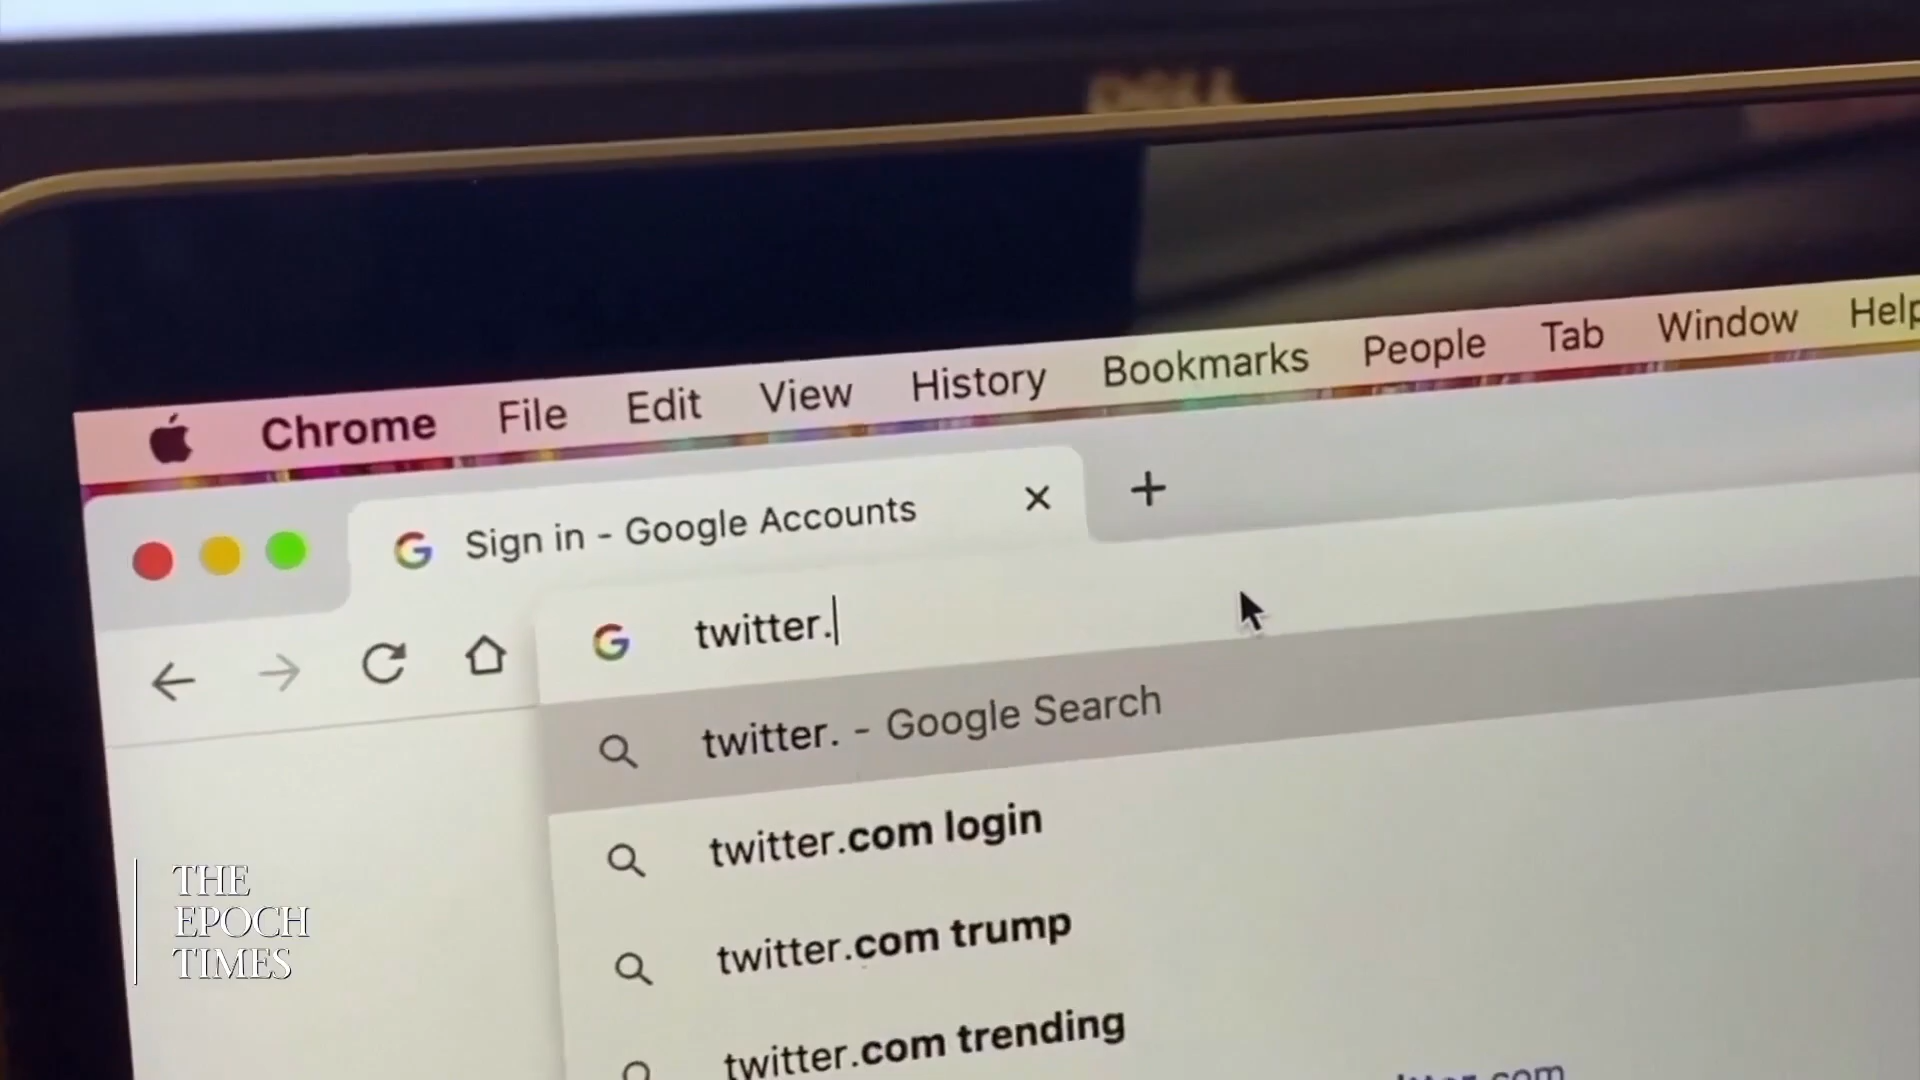 DELL
Chrome File Edit View History Bookmarks People Tab Window Help
Sign in - Google Accounts
twitter.
twitter. - Google Search
twitter.com login
twitter.com trump
twitter.com trending
THE
EPOCH
TIMES